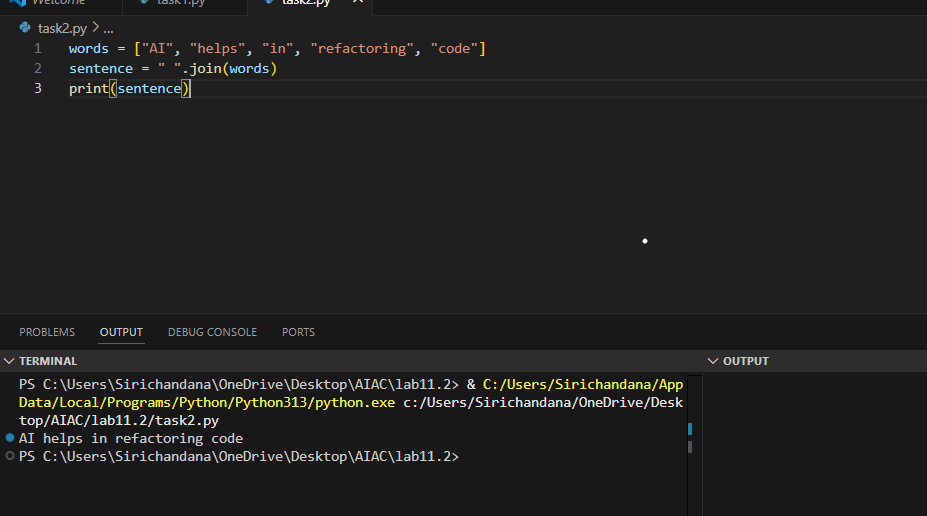 Welcome task1.py task2.py
task2.py > ...
1 words = ["AI", "helps", "in", "refactoring", "code"]
2 sentence = " ".join(words)
3 print(sentence)
PROBLEMS OUTPUT DEBUG CONSOLE PORTS
TERMINAL
PS C:\Users\Sirichandana\OneDrive\Desktop\AIAC\lab11.2> & C:/Users/Sirichandana/App
Data/Local/Programs/Python/Python313/python.exe c:/Users/Sirichandana/OneDrive/Desk
top/AIAC/lab11.2/task2.py
AI helps in refactoring code
PS C:\Users\Sirichandana\OneDrive\Desktop\AIAC\lab11.2>
OUTPUT